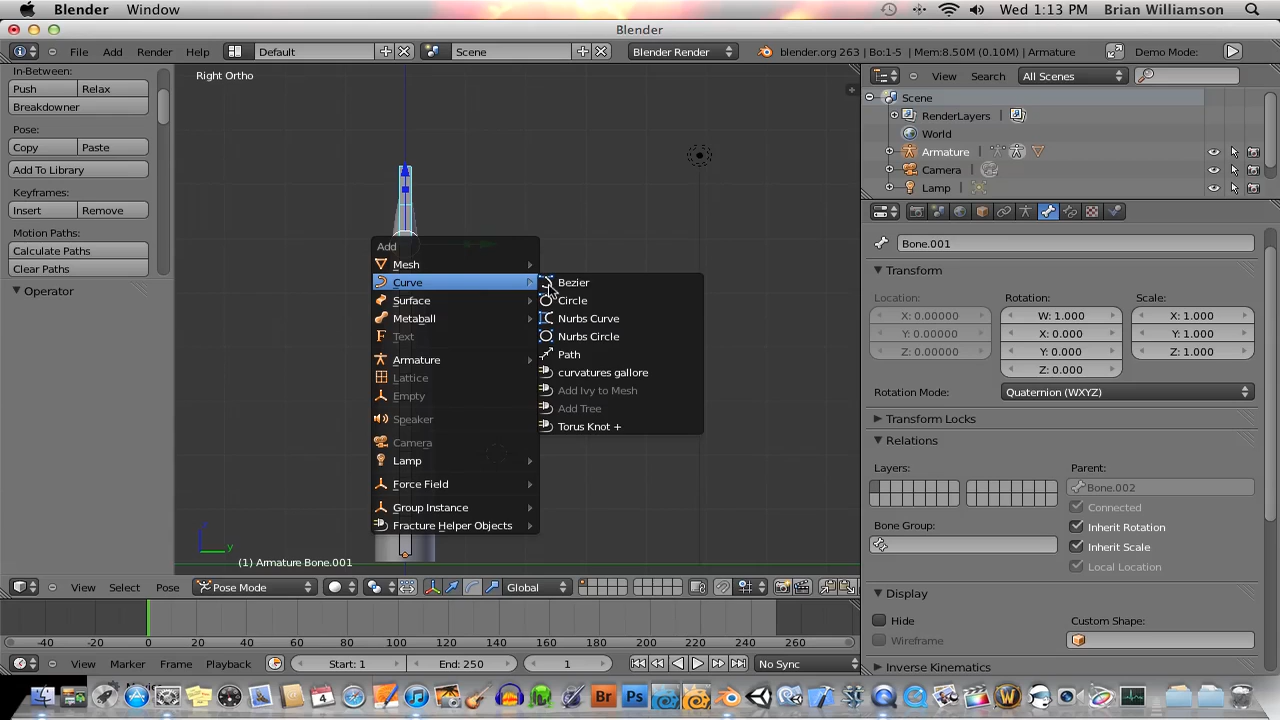 Blender Window Wed 1:13 PM Brian Williamson
Blender
File Add Render Help Default Scene Blender Render blender.org 263 | Bo:1-5 | Mem:8.50M (0.10M) | Armature Demo Mode:
In-Between:
Push Relax
Breakdowner
Pose:
Copy Paste
Add To Library
Keyframes:
Insert Remove
Motion Paths:
Calculate Paths
Clear Paths
Operator
Right Ortho
Add
Mesh
Curve
Surface
Metaball
Text
Armature
Lattice
Empty
Speaker
Camera
Lamp
Force Field
Group Instance
Fracture Helper Objects
Bezier
Circle
Nurbs Curve
Nurbs Circle
Path
curvatures gallore
Add Ivy to Mesh
Add Tree
Torus Knot +
z
y
(1) Armature Bone.001
View Select Pose Pose Mode Global
-40 -20 0 20 40 60 80 100 120 140 160 180 200 220 240 260
View Marker Frame Playback Start: 1 End: 250 1 No Sync
View Search All Scenes
Scene
RenderLayers |
World
Armature
Camera
Lamp
Bone.001
Transform
Location: Rotation: Scale:
X: 0.00000 W: 1.000 X: 1.000
Y: 0.00000 X: 0.000 Y: 1.000
Z: 0.00000 Y: 0.000 Z: 1.000
Z: 0.000
Rotation Mode: Quaternion (WXYZ)
Transform Locks
Relations
Layers: Parent:
Bone.002
Connected
Bone Group: Inherit Rotation
Inherit Scale
Local Location
Display
Hide Custom Shape:
Wireframe
Inverse Kinematics
Br Ps